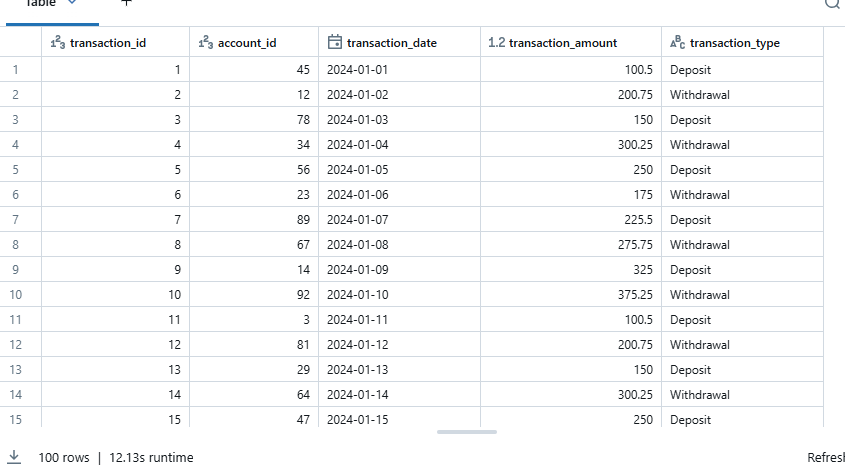 Table +
1²3 transaction_id 1²3 account_id transaction_date 1.2 transaction_amount ABC transaction_type
1 1 45 2024-01-01 100.5 Deposit
2 2 12 2024-01-02 200.75 Withdrawal
3 3 78 2024-01-03 150 Deposit
4 4 34 2024-01-04 300.25 Withdrawal
5 5 56 2024-01-05 250 Deposit
6 6 23 2024-01-06 175 Withdrawal
7 7 89 2024-01-07 225.5 Deposit
8 8 67 2024-01-08 275.75 Withdrawal
9 9 14 2024-01-09 325 Deposit
10 10 92 2024-01-10 375.25 Withdrawal
11 11 3 2024-01-11 100.5 Deposit
12 12 81 2024-01-12 200.75 Withdrawal
13 13 29 2024-01-13 150 Deposit
14 14 64 2024-01-14 300.25 Withdrawal
15 15 47 2024-01-15 250 Deposit
100 rows | 12.13s runtime Refresh